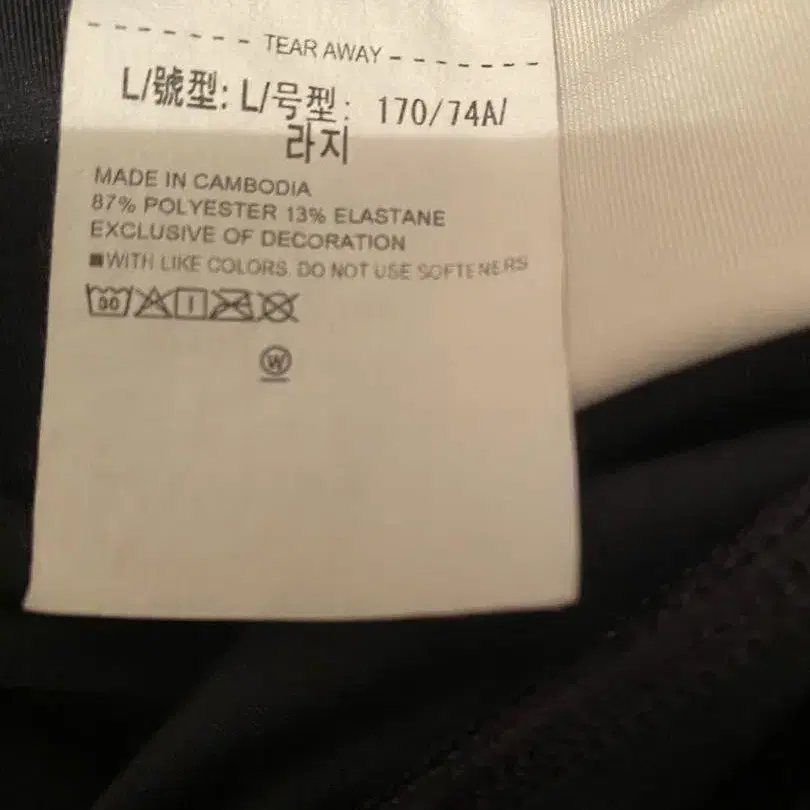 TEAR AWAY
L/號型: L/号型: 170/74A/
라지
MADE IN CAMBODIA
87% POLYESTER 13% ELASTANE
EXCLUSIVE OF DECORATION
■WITH LIKE COLORS. DO NOT USE SOFTENERS
30
W